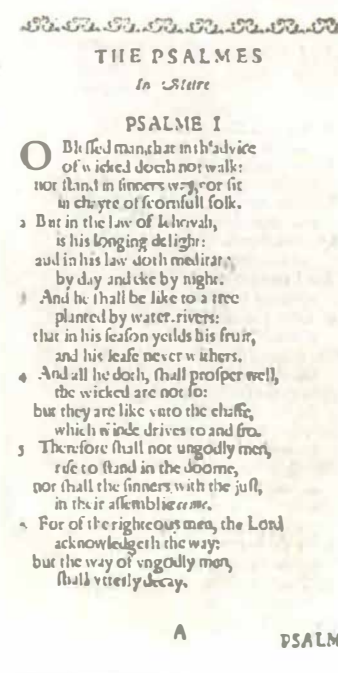 THE PSALMES
In Meire
PSALME I
O Blessed man, that in th'advice
of wicked doeth not walk:
nor stand in sinners way, or sit
in chayre of scornfull folk.
2 But in the law of Iehovah,
is his longing delight:
and in his law doth meditate,
by day and eke by night.
3 And he shall be like to a tree
planted by water-rivers:
that in his season yeilds his fruit,
and his leafe never withers.
4 And all he doth, shall prosper well,
the wicked are not so:
but they are like vnto the chaffe,
which winde drives to and fro.
5 Therefore shall not ungodly men,
rise to stand in the doome,
nor shall the sinners with the just,
in their assemblie come.
6 For of the righteous men, the Lord
acknowledgeth the way:
but the way of vngodly men,
shall vtterly decay.
A
PSALM